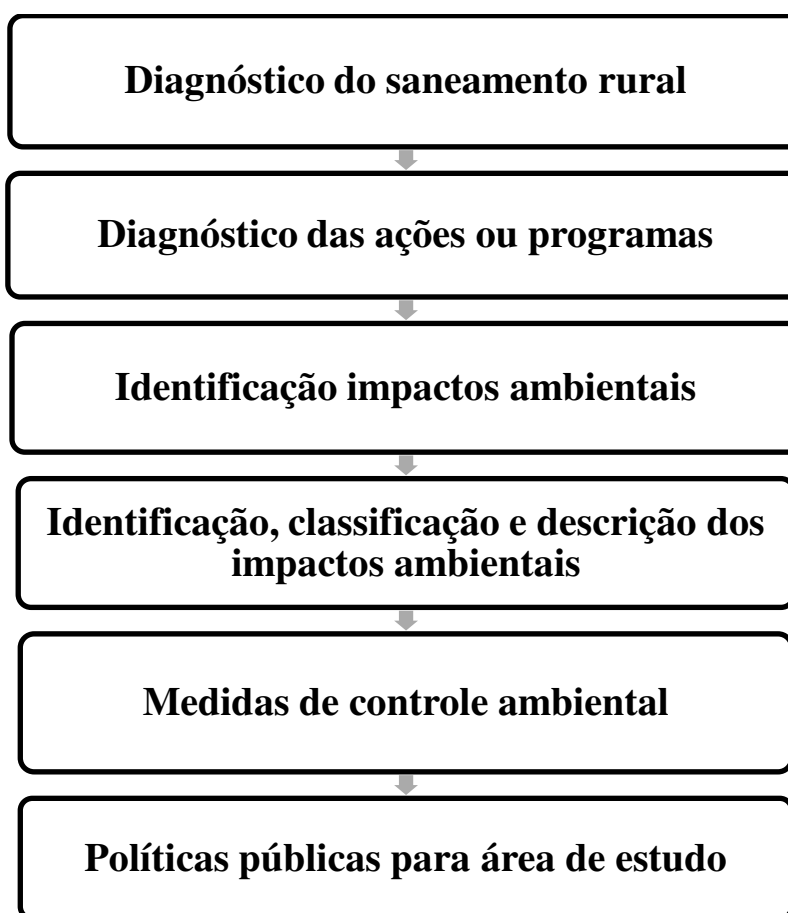 Diagnóstico do saneamento rural
Diagnóstico das ações ou programas
Identificação impactos ambientais
Identificação, classificação e descrição dos
impactos ambientais
Medidas de controle ambiental
Políticas públicas para área de estudo